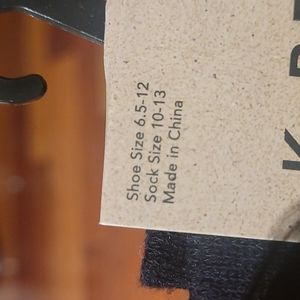 Shoe Size 6.5-12
Sock Size 10-13
Made in China
K